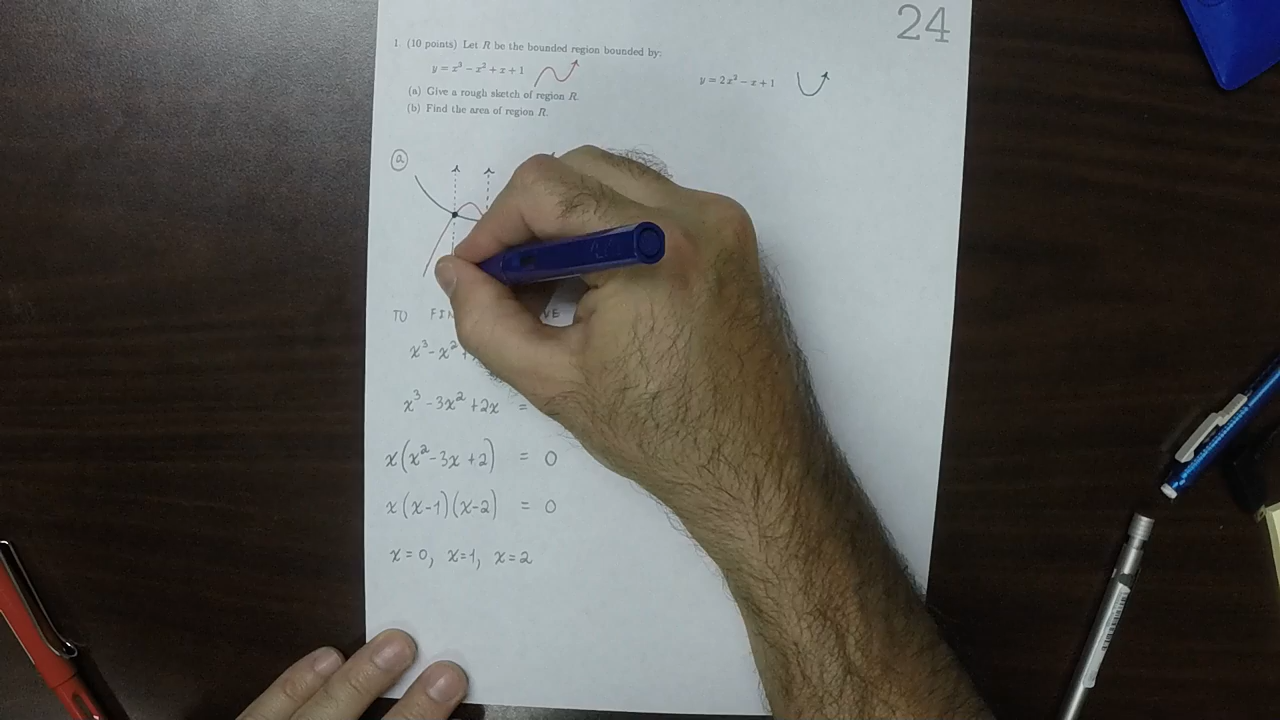 24
1 (10 points) Let R be the bounded region bounded by;
y = x³ − x² + x + 1
y = 2x² − x + 1
(a) Give a rough sketch of region R.
(b) Find the area of region R.
a
TO
x³ - x² +
x³ - 3x² + 2x =
x(x² - 3x + 2) = 0
x(x-1)(x-2) = 0
x = 0, x=1, x=2